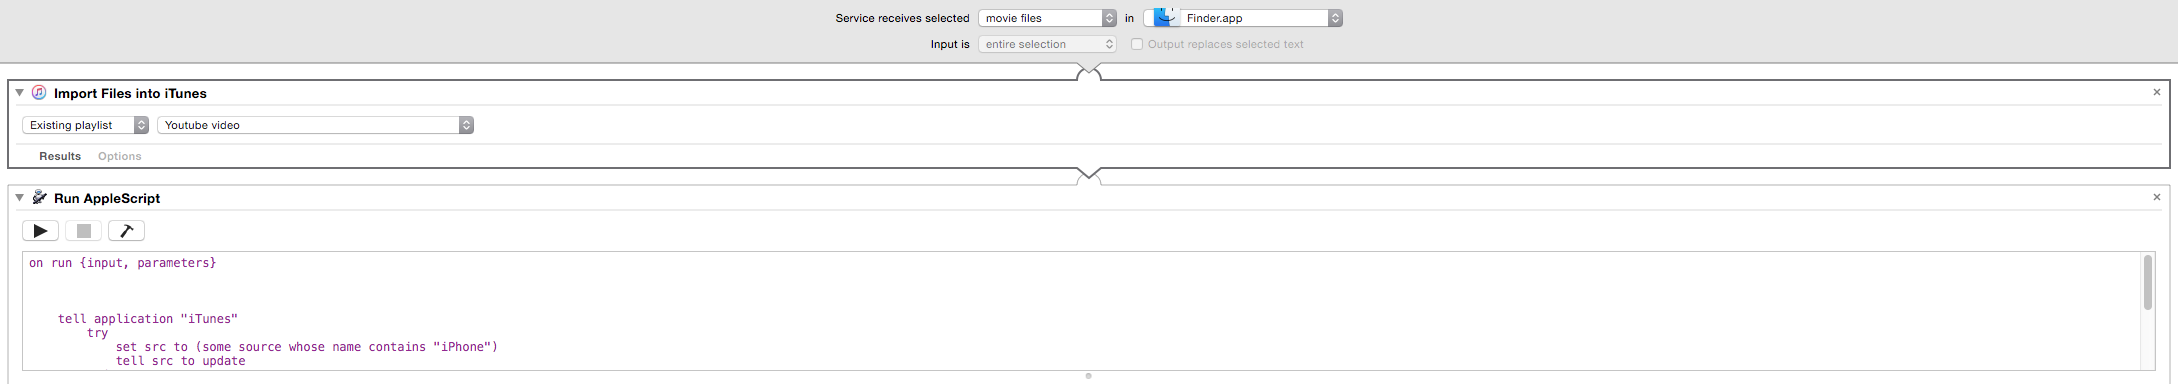 Service receives selected movie files in Finder.app
Input is entire selection Output replaces selected text
Import Files into iTunes
Existing playlist Youtube video
Results Options
Run AppleScript
on run {input, parameters}
tell application "iTunes"
try
set src to (some source whose name contains "iPhone")
tell src to update